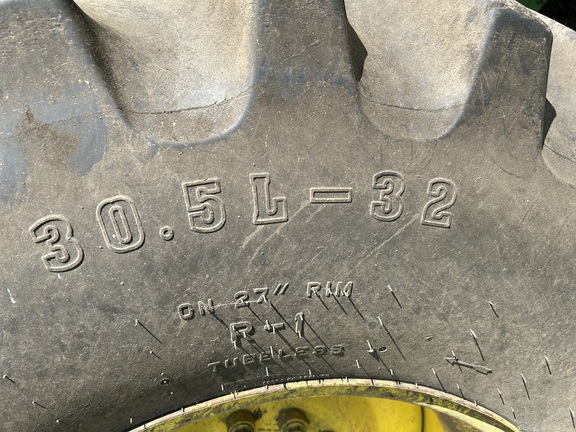 30.5L-32
ON 27" RIM
R-1
TUBELESS